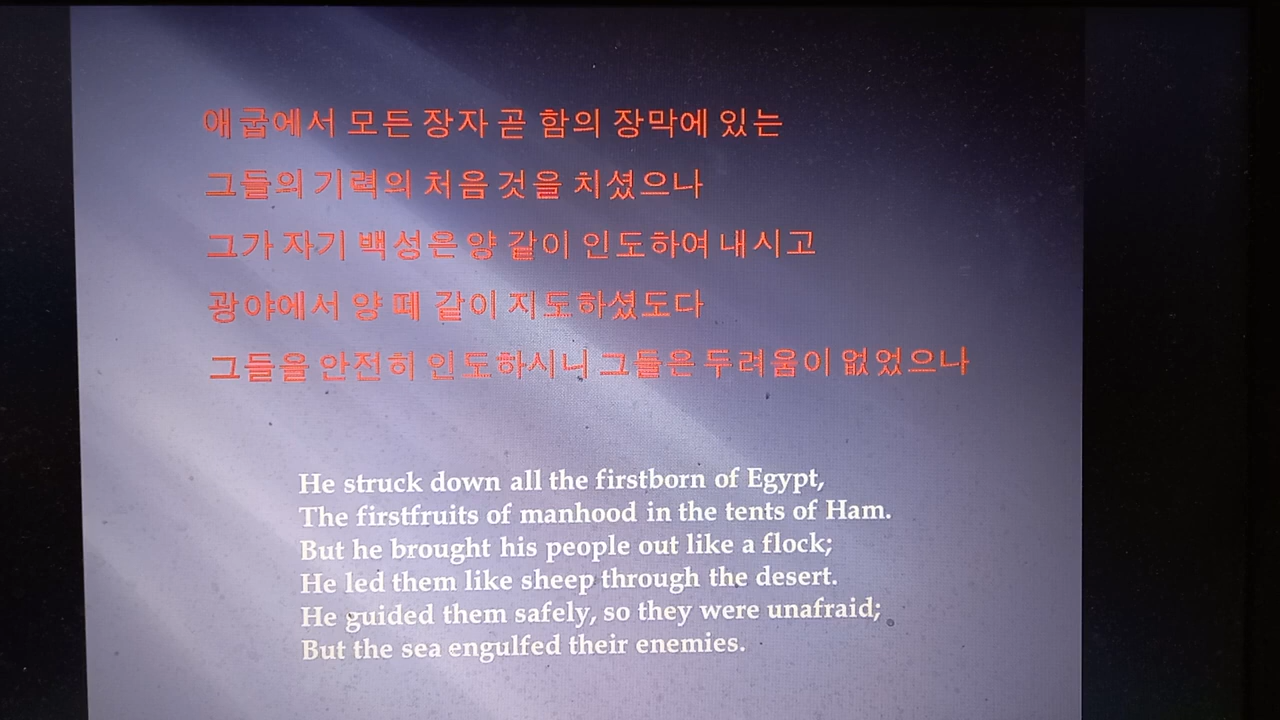 애굽에서 모든 장자 곧 함의 장막에 있는
그들의 기력의 처음 것을 치셨으나
그가 자기 백성은 양 같이 인도하여 내시고
광야에서 양 떼 같이 지도하셨도다
그들을 안전히 인도하시니 그들은 두려움이 없었으나
He struck down all the firstborn of Egypt,
The firstfruits of manhood in the tents of Ham.
But he brought his people out like a flock;
He led them like sheep through the desert.
He guided them safely, so they were unafraid;
But the sea engulfed their enemies.